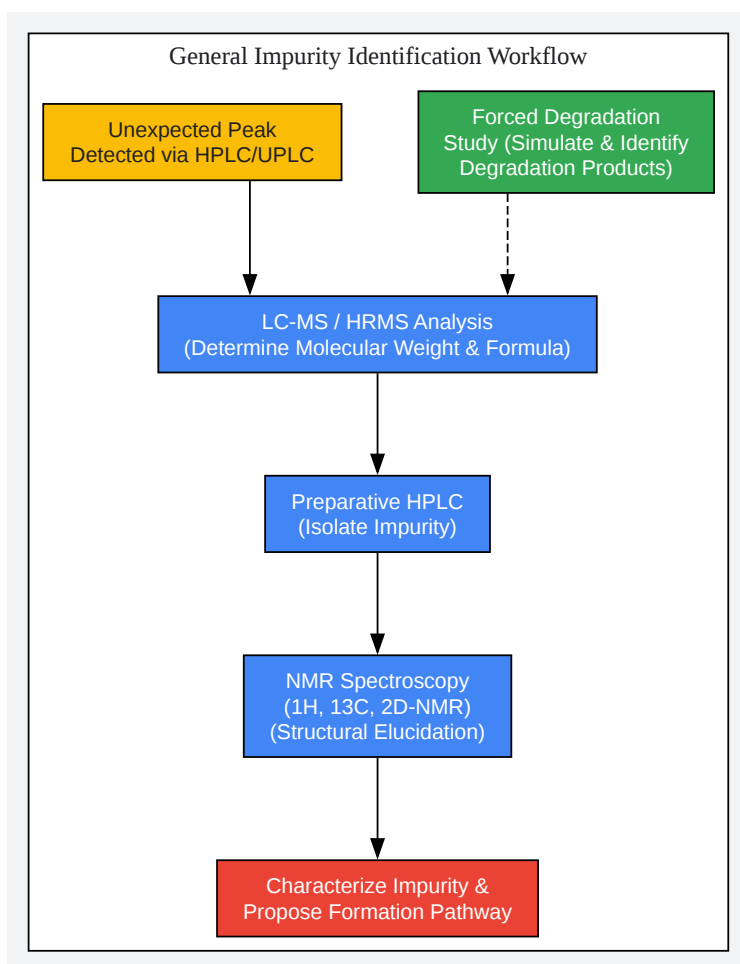 General Impurity Identification Workflow
Unexpected Peak
Detected via HPLC/UPLC
Forced Degradation
Study (Simulate & Identify
Degradation Products)
LC-MS / HRMS Analysis
(Determine Molecular Weight & Formula)
Preparative HPLC
(Isolate Impurity)
NMR Spectroscopy
(1H, 13C, 2D-NMR)
(Structural Elucidation)
Characterize Impurity &
Propose Formation Pathway